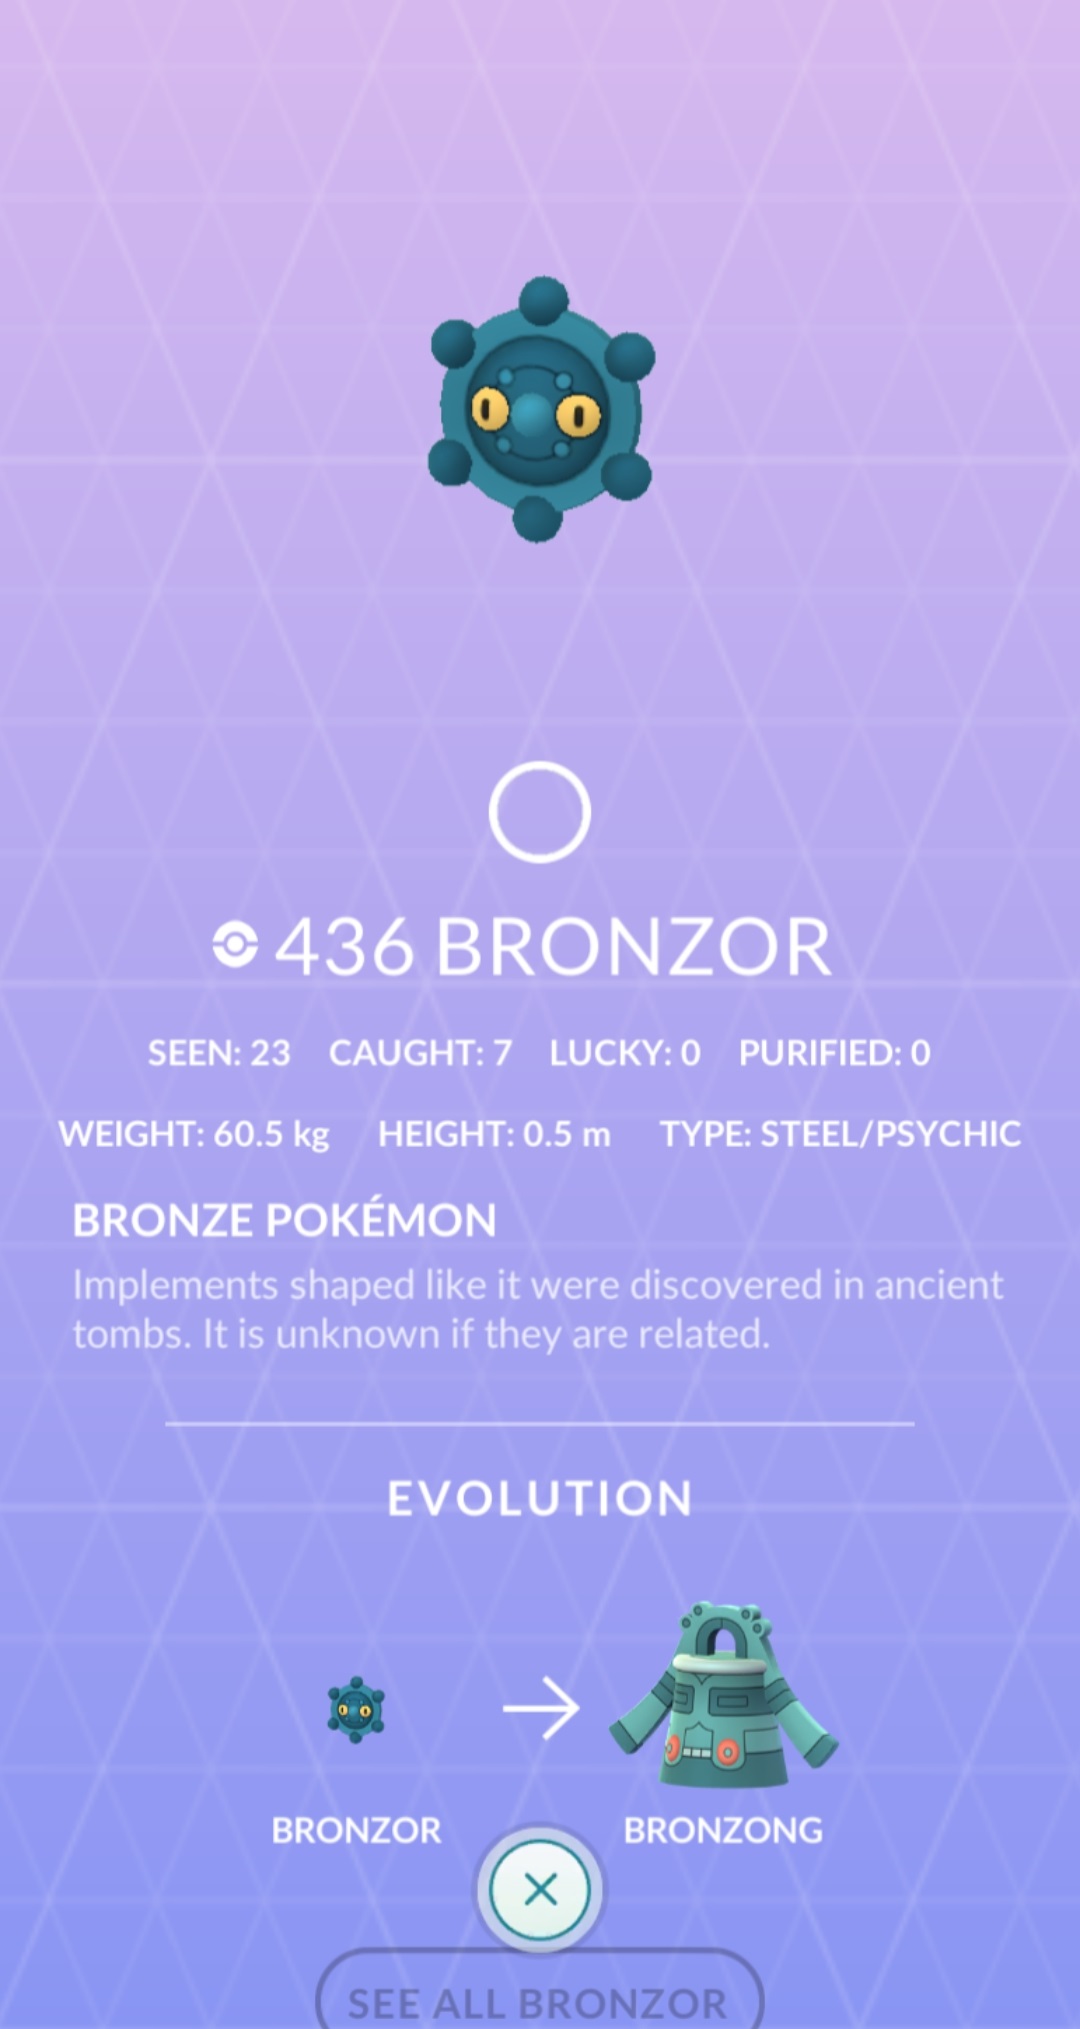 436 BRONZOR
SEEN: 23 CAUGHT: 7 LUCKY: 0 PURIFIED: 0
WEIGHT: 60.5 kg HEIGHT: 0.5 m TYPE: STEEL/PSYCHIC
BRONZE POKÉMON
Implements shaped like it were discovered in ancient
tombs. It is unknown if they are related.
EVOLUTION
BRONZOR BRONZONG
SEE ALL BRONZOR